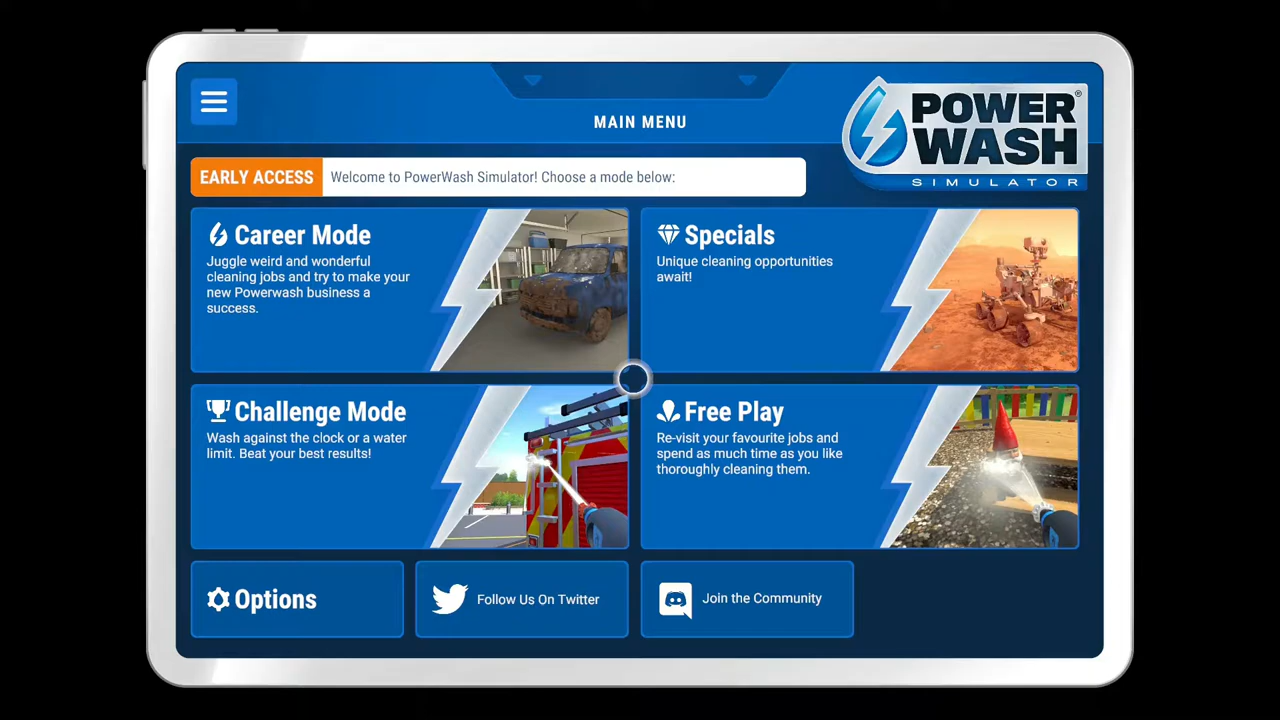 MAIN MENU
POWER®
WASH
SIMULATOR
EARLY ACCESS Welcome to PowerWash Simulator! Choose a mode below:
Career Mode
Juggle weird and wonderful
cleaning jobs and try to make your
new Powerwash business a
success.
Specials
Unique cleaning opportunities
await!
Challenge Mode
Wash against the clock or a water
limit. Beat your best results!
Free Play
Re-visit your favourite jobs and
spend as much time as you like
thoroughly cleaning them.
Options
Follow Us On Twitter
Join the Community